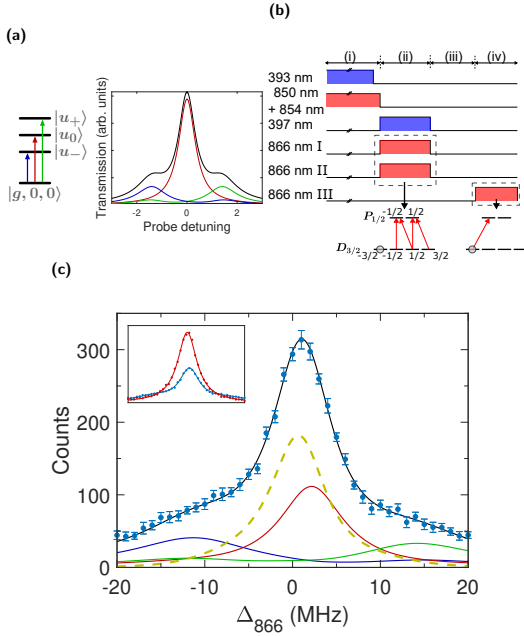 (a)
|u₊⟩
|u₀⟩
|u₋⟩
|g, 0, 0⟩
Transmission (arb. units)
-2 0 2
Probe detuning
(b)
(i) (ii) (iii) (iv)
393 nm
850 nm
+ 854 nm
397 nm
866 nm I
866 nm II
866 nm III
P₁/₂ -1/2 1/2
D₃/₂ -3/2 -1/2 1/2 3/2
(c)
300
200
100
0
Counts
-20 -10 0 10 20
Δ₈₆₆ (MHz)